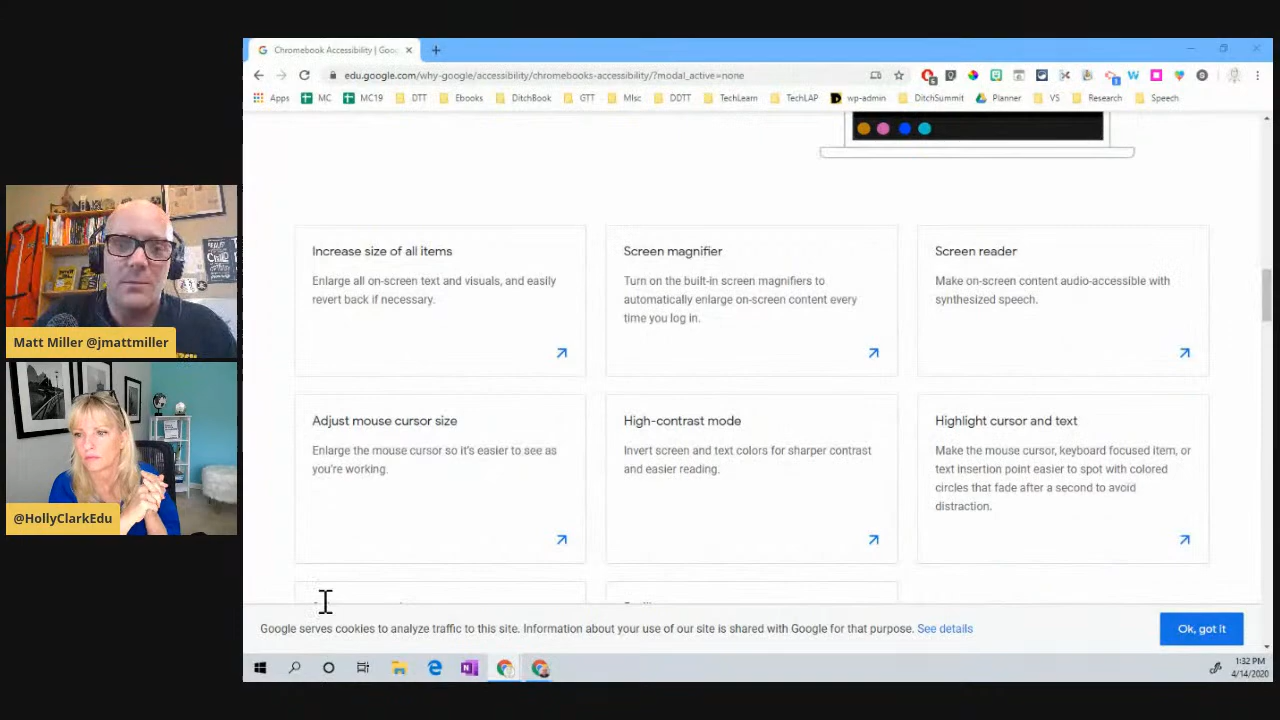 Chromebook Accessibility | Goo
edu.google.com/why-google/accessibility/chromebooks-accessibility/?modal_active=none
Apps MC MC19 DTT Ebooks DitchBook GTT MIsc DDTT TechLearn TechLAP wp-admin DitchSummit Planner VS Research Speech
Increase size of all items
Enlarge all on-screen text and visuals, and easily
revert back if necessary.
Screen magnifier
Turn on the built-in screen magnifiers to
automatically enlarge on-screen content every
time you log in.
Screen reader
Make on-screen content audio-accessible with
synthesized speech.
Matt Miller @jmattmiller
Adjust mouse cursor size
Enlarge the mouse cursor so it's easier to see as
you're working.
High-contrast mode
Invert screen and text colors for sharper contrast
and easier reading.
Highlight cursor and text
Make the mouse cursor, keyboard focused item, or
text insertion point easier to spot with colored
circles that fade after a second to avoid
distraction.
@HollyClarkEdu
Google serves cookies to analyze traffic to this site. Information about your use of our site is shared with Google for that purpose. See details
Ok, got it
1:32 PM
4/14/2020